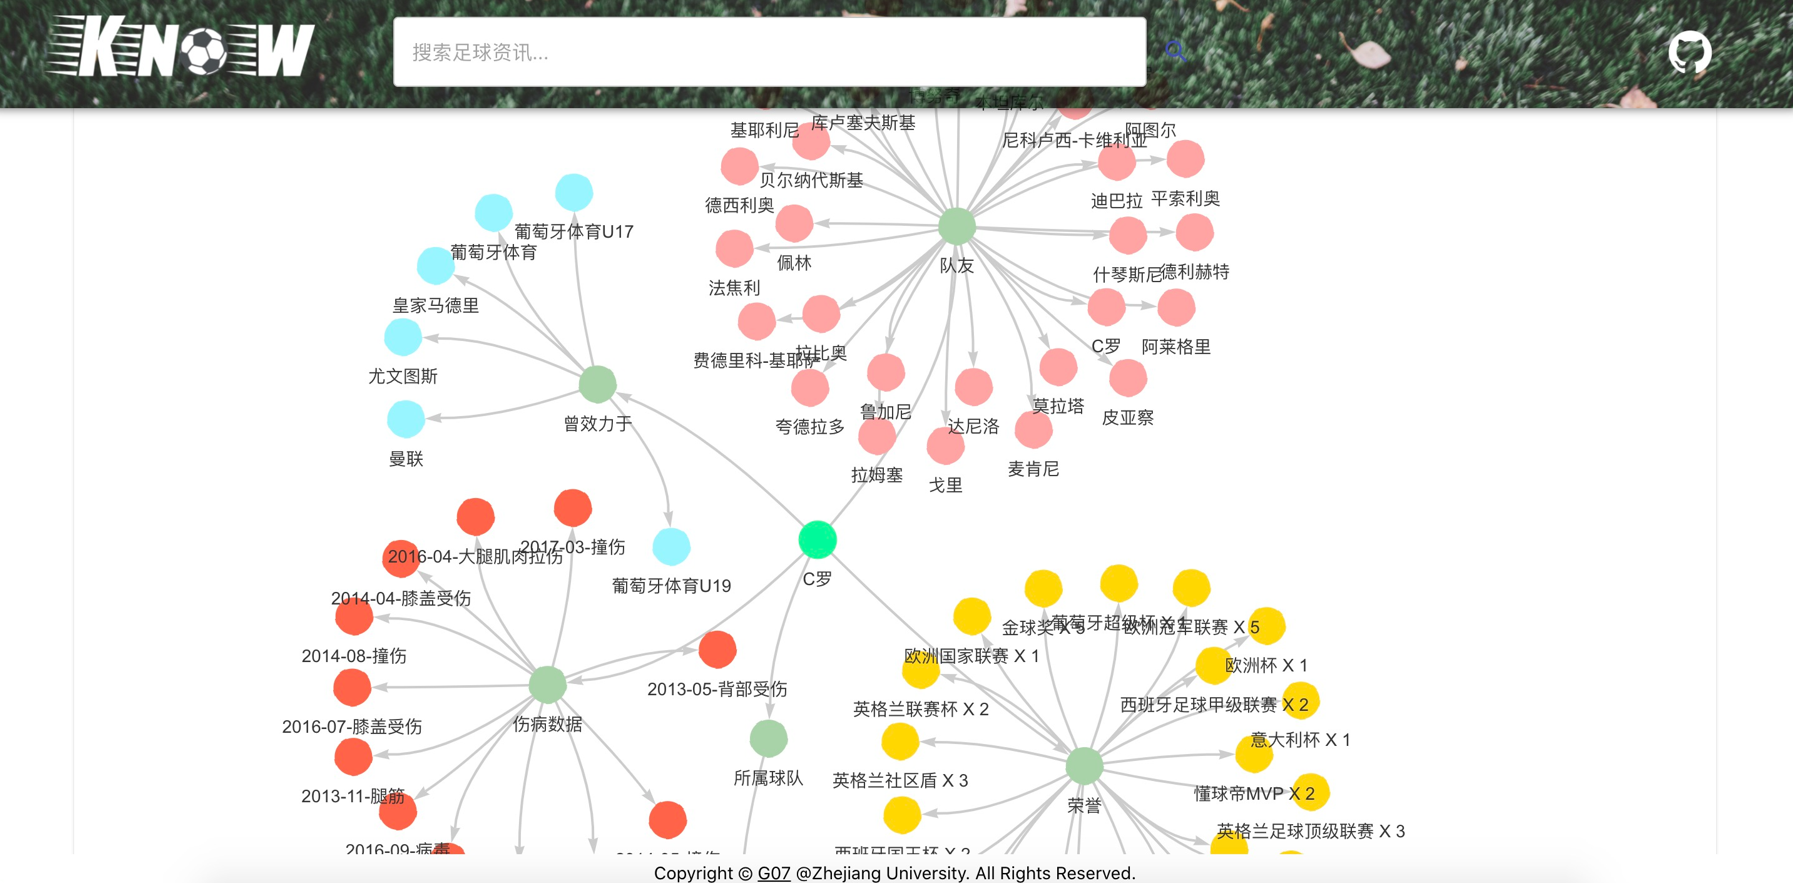 KNOW
搜索足球资讯...
基耶利尼
库卢塞夫斯基
尼科卢西-卡维利亚
阿图尔
德西利奥
贝尔纳代斯基
迪巴拉
平索利奥
葡萄牙体育U17
葡萄牙体育
佩林
队友
什琴斯尼
德利赫特
皇家马德里
法焦利
尤文图斯
费德里科-基耶萨
拉比奥
C罗
阿莱格里
曾效力于
夸德拉多
鲁加尼
达尼洛
莫拉塔
皮亚察
曼联
拉姆塞
戈里
麦肯尼
2016-04-大腿肌肉拉伤
2017-03-撞伤
葡萄牙体育U19
C罗
2014-04-膝盖受伤
金球奖 X 5
葡萄牙超级杯 X 1
欧洲冠军联赛 X 5
2014-08-撞伤
欧洲国家联赛 X 1
欧洲杯 X 1
2013-05-背部受伤
英格兰联赛杯 X 2
西班牙足球甲级联赛 X 2
2016-07-膝盖受伤
伤病数据
意大利杯 X 1
所属球队
英格兰社区盾 X 3
荣誉
懂球帝MVP X 2
2013-11-腿筋
英格兰足球顶级联赛 X 3
2016-09-病毒
西班牙国王杯 X 2
Copyright © G07 @Zhejiang University. All Rights Reserved.